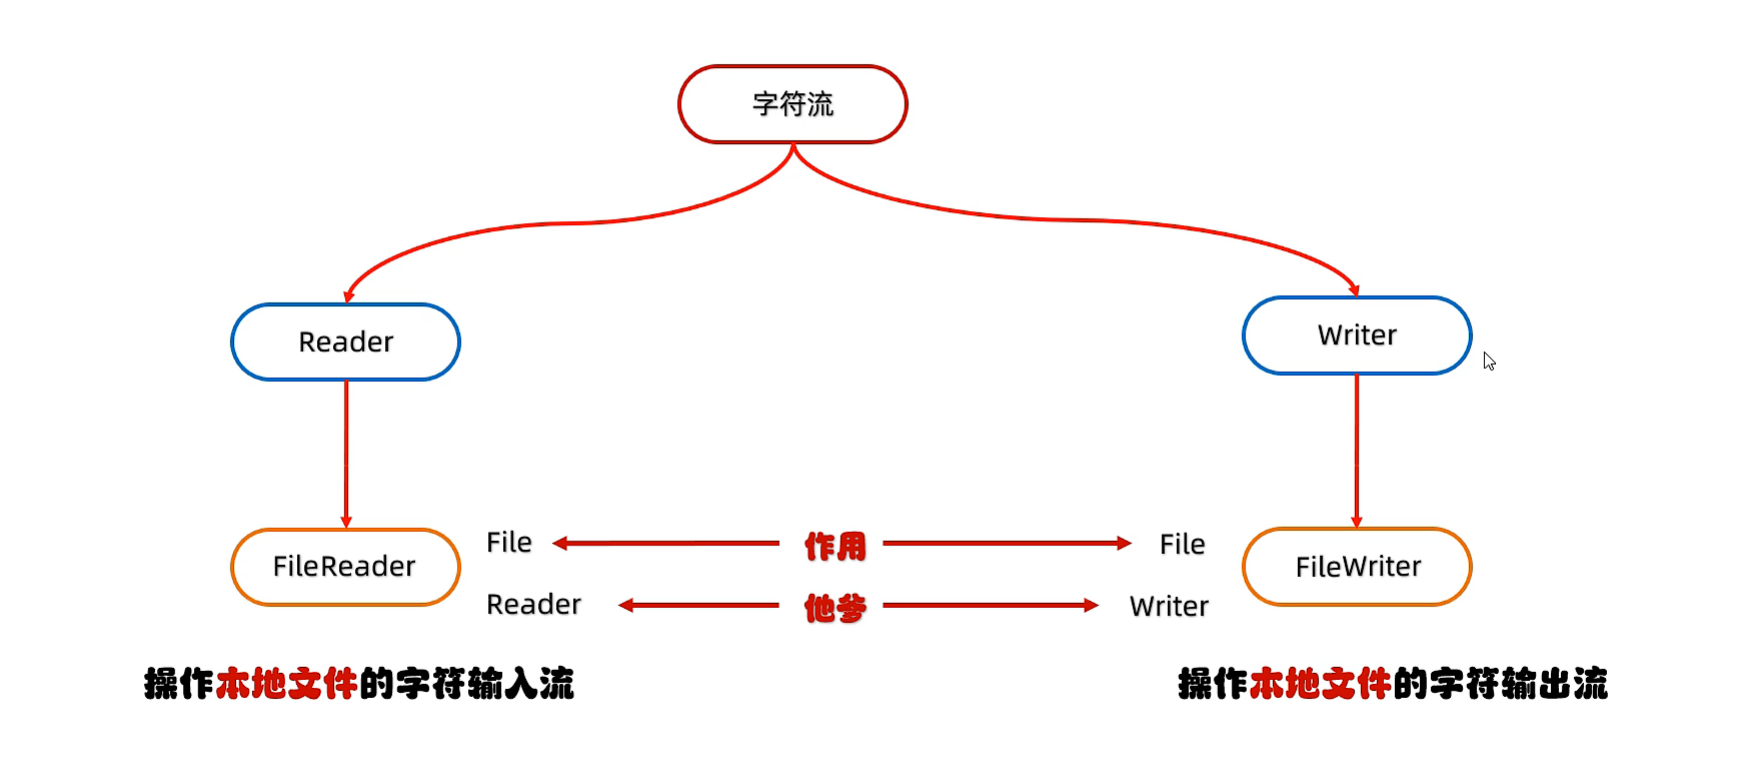 字符流
Reader
Writer
FileReader
File
作用
File
FileWriter
Reader
他爹
Writer
操作本地文件的字符输入流
操作本地文件的字符输出流